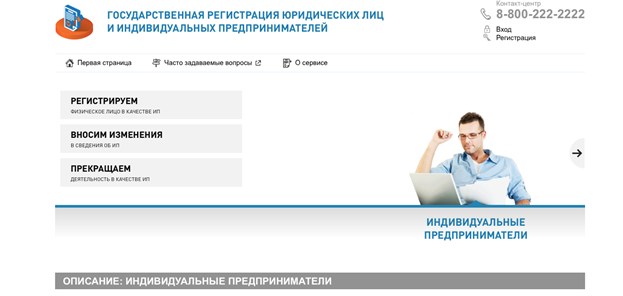 Контакт-центр
ГОСУДАРСТВЕННАЯ РЕГИСТРАЦИЯ ЮРИДИЧЕСКИХ ЛИЦ
И ИНДИВИДУАЛЬНЫХ ПРЕДПРИНИМАТЕЛЕЙ
8-800-222-2222
Вход
Регистрация
Первая страница
Часто задаваемые вопросы
О сервисе
РЕГИСТРИРУЕМ
ФИЗИЧЕСКОЕ ЛИЦО В КАЧЕСТВЕ ИП
ВНОСИМ ИЗМЕНЕНИЯ
В СВЕДЕНИЯ ОБ ИП
ПРЕКРАЩАЕМ
ДЕЯТЕЛЬНОСТЬ В КАЧЕСТВЕ ИП
ИНДИВИДУАЛЬНЫЕ
ПРЕДПРИНИМАТЕЛИ
ОПИСАНИЕ: ИНДИВИДУАЛЬНЫЕ ПРЕДПРИНИМАТЕЛИ